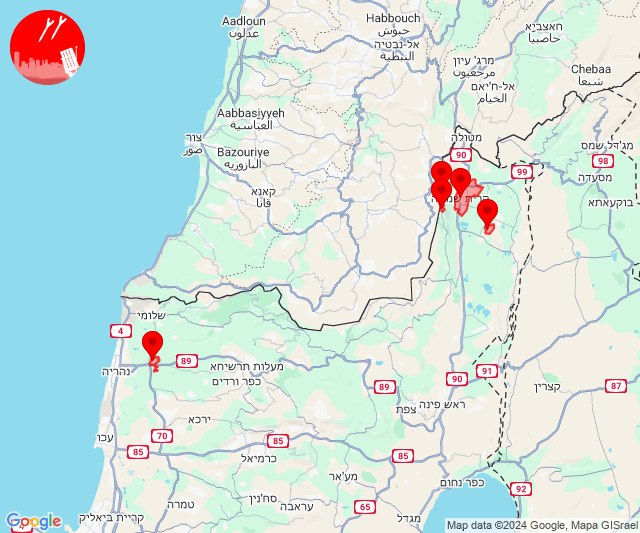 Habbouch
حبوش
חאצביא
حاصبيا
Aadloun
عدلون
אל-נבטיה
النبطية
מרג' עיון
مرجعيون
Chebaa
شبعا
אל-ח'יאם
الخيام
Aabbasiyyeh
العباسية
צור
صور
מטולה
90
Bazouriye
البازورية
מג'דל שמס
98
99
מסעדה
קאנא
قانا
בוקעאתא
שלומי
4
89
נהריה
מעלות תרשיחא
כפר ורדים
91
90
89
87
קצרין
ראש פינה
צפת
ירכא
עכו
70
85
85
85
כרמיאל
מע'אר
כפר נחום
92
סח'נין
65
טמרה
עראבה
מגדל
קריית ביאליק
Google
Map data ©2024 Google, Mapa GISrael